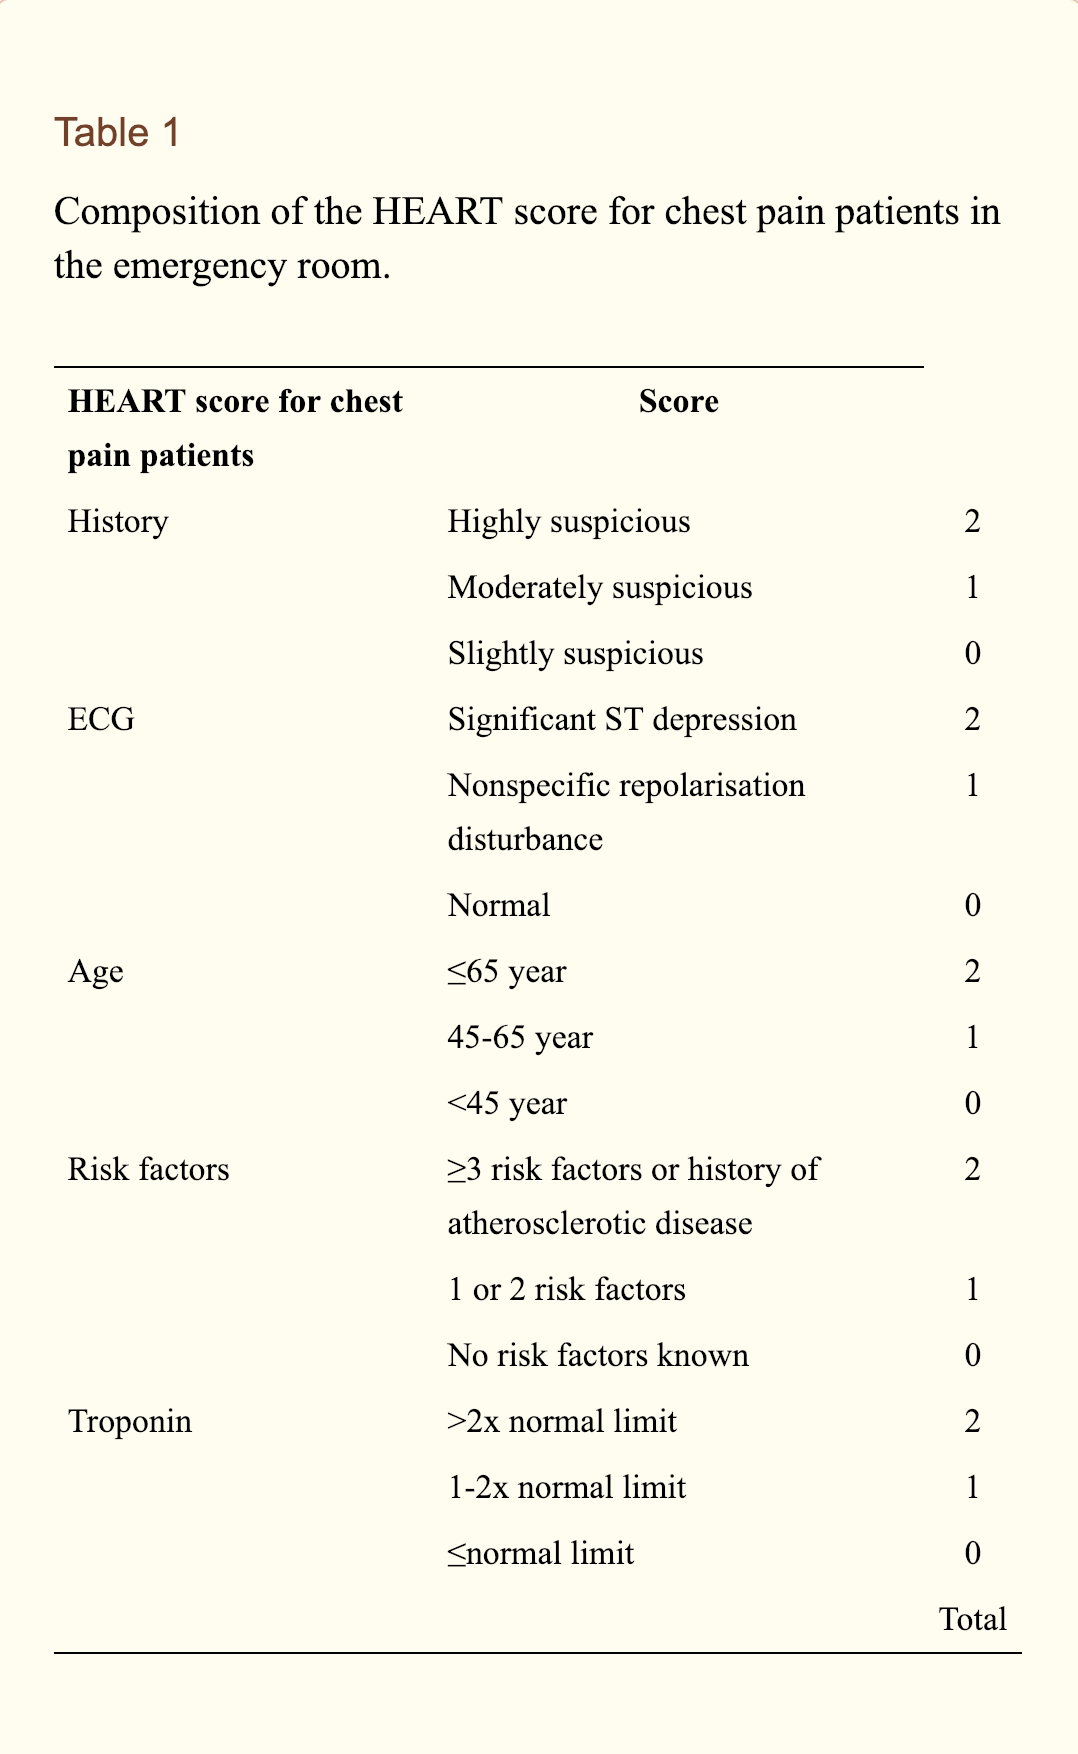 Table 1
Composition of the HEART score for chest pain patients in
the emergency room.
HEART score for chest Score
pain patients
History Highly suspicious 2
Moderately suspicious 1
Slightly suspicious 0
ECG Significant ST depression 2
Nonspecific repolarisation 1
disturbance
Normal 0
Age ≤65 year 2
45-65 year 1
<45 year 0
Risk factors ≥3 risk factors or history of 2
atherosclerotic disease
1 or 2 risk factors 1
No risk factors known 0
Troponin >2x normal limit 2
1-2x normal limit 1
≤normal limit 0
Total